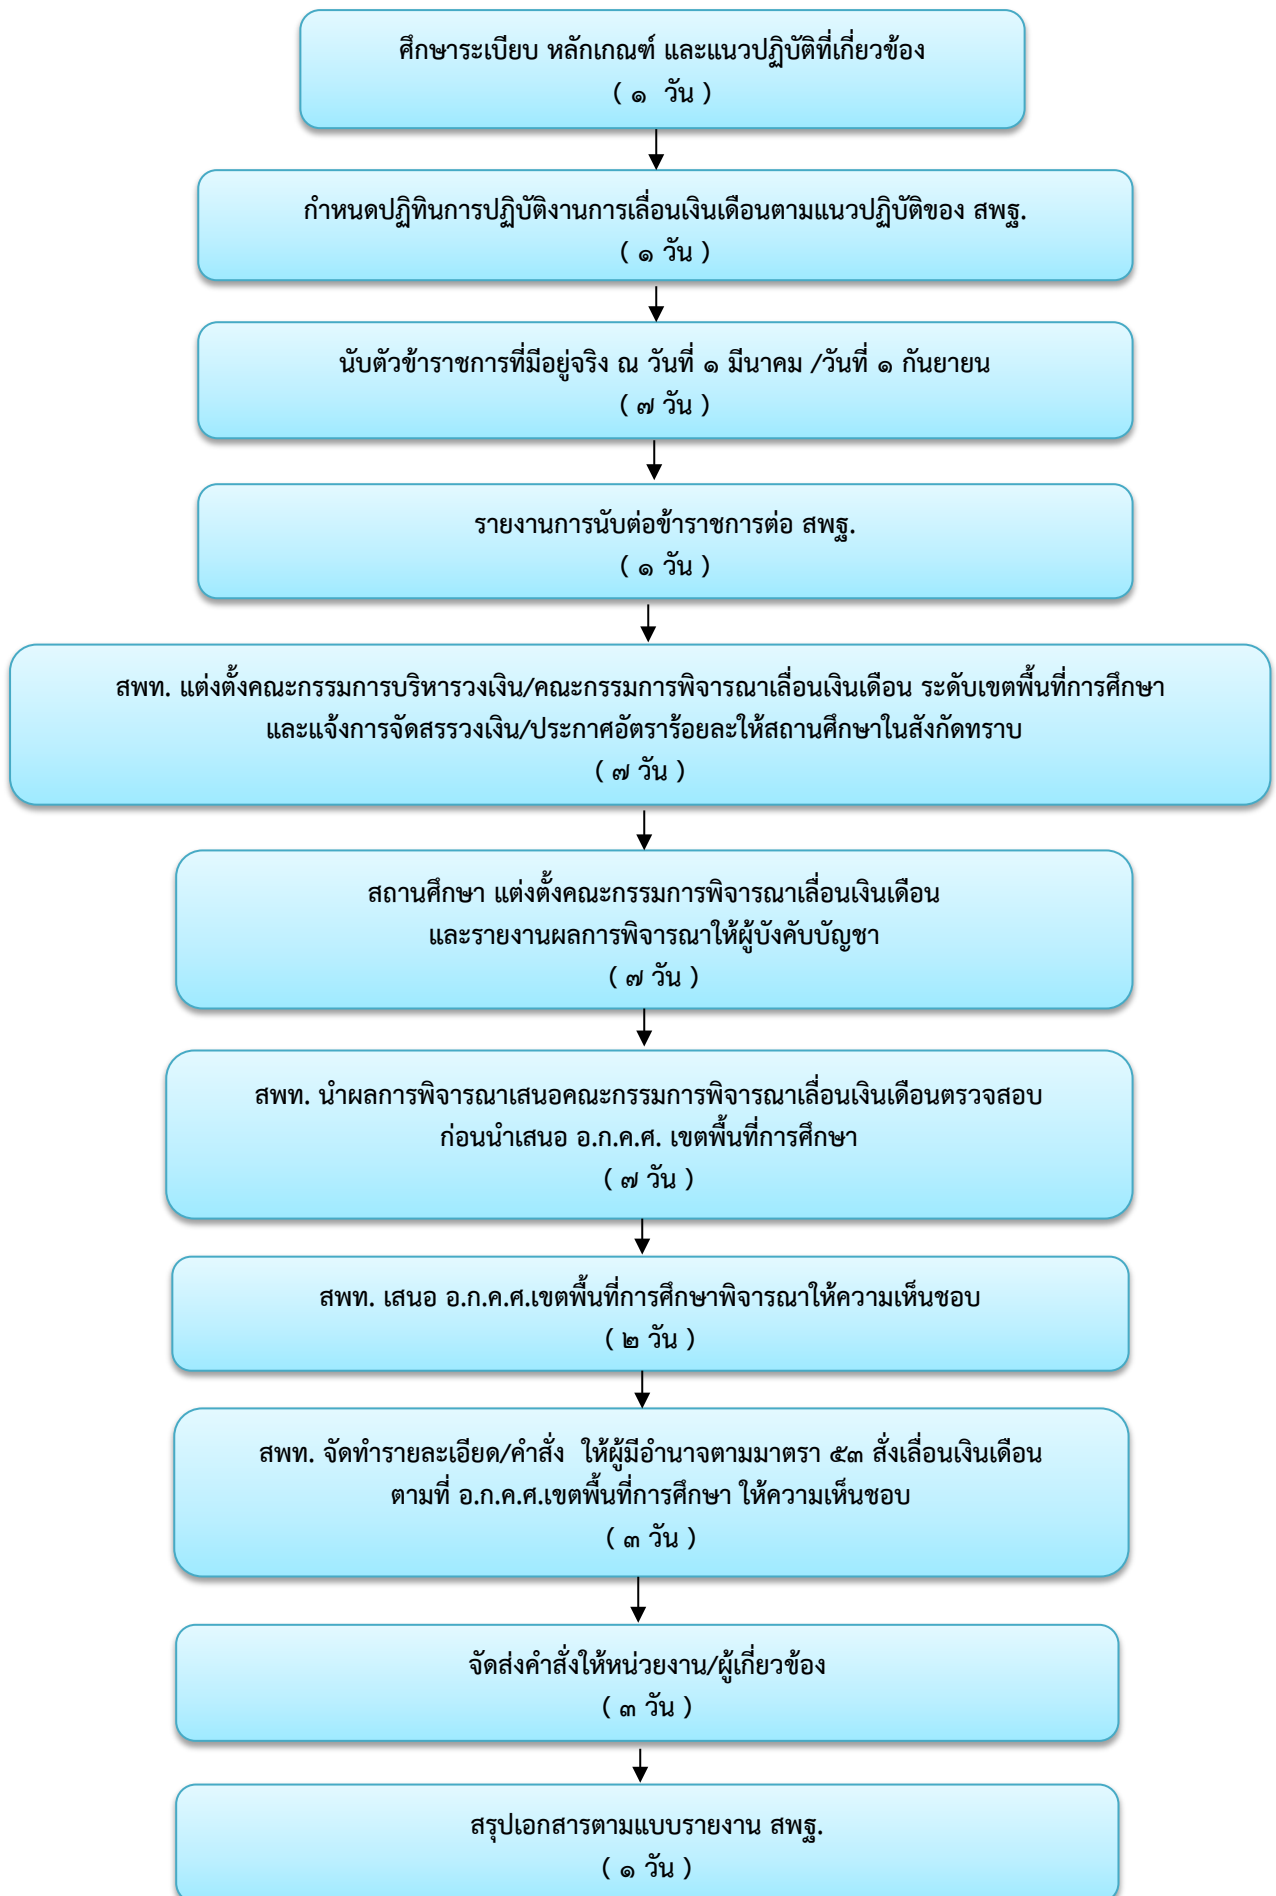 ศึกษาระเบียบ หลักเกณฑ์ และแนวปฏิบัติที่เกี่ยวข้อง
( ๑ วัน )
กำหนดปฏิทินการปฏิบัติงานการเลื่อนเงินเดือนตามแนวปฏิบัติของ สพฐ.
( ๑ วัน )
นับตัวข้าราชการที่มีอยู่จริง ณ วันที่ ๑ มีนาคม /วันที่ ๑ กันยายน
( ๗ วัน )
รายงานการนับต่อข้าราชการต่อ สพฐ.
( ๑ วัน )
สพท. แต่งตั้งคณะกรรมการบริหารวงเงิน/คณะกรรมการพิจารณาเลื่อนเงินเดือน ระดับเขตพื้นที่การศึกษา
และแจ้งการจัดสรรวงเงิน/ประกาศอัตราร้อยละให้สถานศึกษาในสังกัดทราบ
( ๗ วัน )
สถานศึกษา แต่งตั้งคณะกรรมการพิจารณาเลื่อนเงินเดือน
และรายงานผลการพิจารณาให้ผู้บังคับบัญชา
( ๗ วัน )
สพท. นำผลการพิจารณาเสนอคณะกรรมการพิจารณาเลื่อนเงินเดือนตรวจสอบ
ก่อนนำเสนอ อ.ก.ค.ศ. เขตพื้นที่การศึกษา
( ๗ วัน )
สพท. เสนอ อ.ก.ค.ศ.เขตพื้นที่การศึกษาพิจารณาให้ความเห็นชอบ
( ๒ วัน )
สพท. จัดทำรายละเอียด/คำสั่ง ให้ผู้มีอำนาจตามมาตรา ๕๓ สั่งเลื่อนเงินเดือน
ตามที่ อ.ก.ค.ศ.เขตพื้นที่การศึกษา ให้ความเห็นชอบ
( ๓ วัน )
จัดส่งคำสั่งให้หน่วยงาน/ผู้เกี่ยวข้อง
( ๓ วัน )
สรุปเอกสารตามแบบรายงาน สพฐ.
( ๑ วัน )